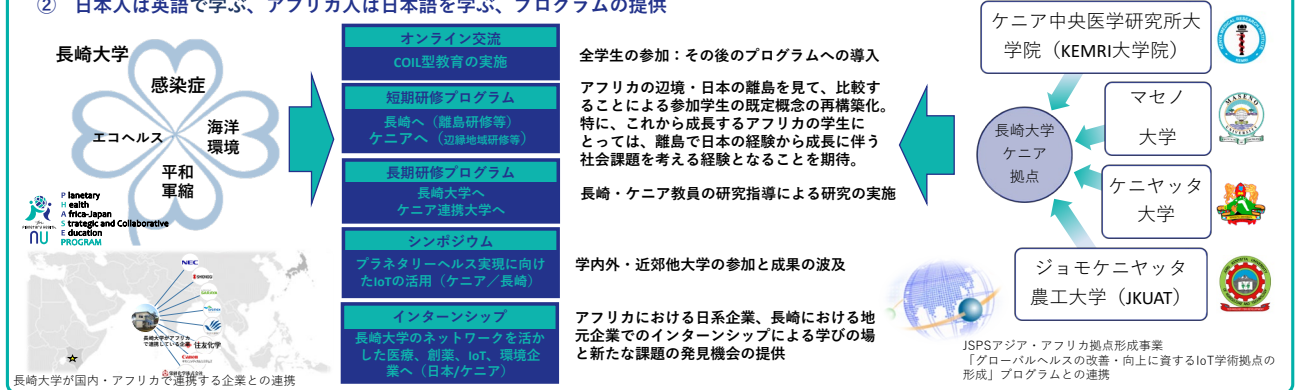 ② 日本人は英語で学ぶ、アフリカ人は日本語を学ぶ、プログラムの提供
長崎大学
感染症
エコヘルス
海洋
環境
平和
軍縮
Planetary
Health
Africa-Japan
Strategic and Collaborative
Education
PROGRAM
NU
NEC
長崎大学がアフリカ
で連携している企業
住友化学
Canon
長崎大学が国内・アフリカで連携する企業との連携
オンライン交流
COIL型教育の実施
全学生の参加：その後のプログラムへの導入
短期研修プログラム
長崎へ（離島研修等）
ケニアへ（辺縁地域研修等）
アフリカの辺境・日本の離島を見て、比較す
ることによる参加学生の既定概念の再構築化。
特に、これから成長するアフリカの学生に
とっては、離島で日本の経験から成長に伴う
社会課題を考える経験となることを期待。
長期研修プログラム
長崎大学へ
ケニア連携大学へ
長崎・ケニア教員の研究指導による研究の実施
シンポジウム
プラネタリーヘルス実現に向け
たIoTの活用（ケニア／長崎）
学内外・近郊他大学の参加と成果の波及
インターンシップ
長崎大学のネットワークを活か
した医療、創薬、IoT、環境企
業へ（日本/ケニア）
アフリカにおける日系企業、長崎における地
元企業でのインターンシップによる学びの場
と新たな課題の発見機会の提供
長崎大学
ケニア
拠点
ケニア中央医学研究所大
学院（KEMRI大学院）
KEMRI
マセノ
大学
MASENO
ケニヤッタ
大学
ジョモケニヤッタ
農工大学（JKUAT）
JSPSアジア・アフリカ拠点形成事業
「グローバルヘルスの改善・向上に資するIoT学術拠点の
形成」プログラムとの連携